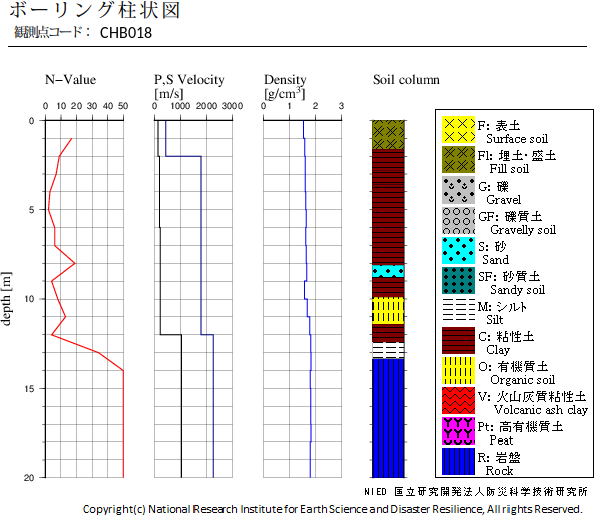 ボーリング柱状図
観測点コード： CHB018
N−Value
P,S Velocity
[m/s]
Density
[g/cm³]
Soil column
0 10 20 30 40 50
0 1000 2000 3000
0 1 2 3
0
5
10
15
20
depth [m]
F: 表土
Surface soil
Fl: 埋土・盛土
Fill soil
G: 礫
Gravel
GF: 礫質土
Gravelly soil
S: 砂
Sand
SF: 砂質土
Sandy soil
M: シルト
Silt
C: 粘性土
Clay
O: 有機質土
Organic soil
V: 火山灰質粘性土
Volcanic ash clay
Pt: 高有機質土
Peat
R: 岩盤
Rock
NIED 国立研究開発法人防災科学技術研究所
Copyright(c) National Research Institute for Earth Science and Disaster Resilience, All rights Reserved.